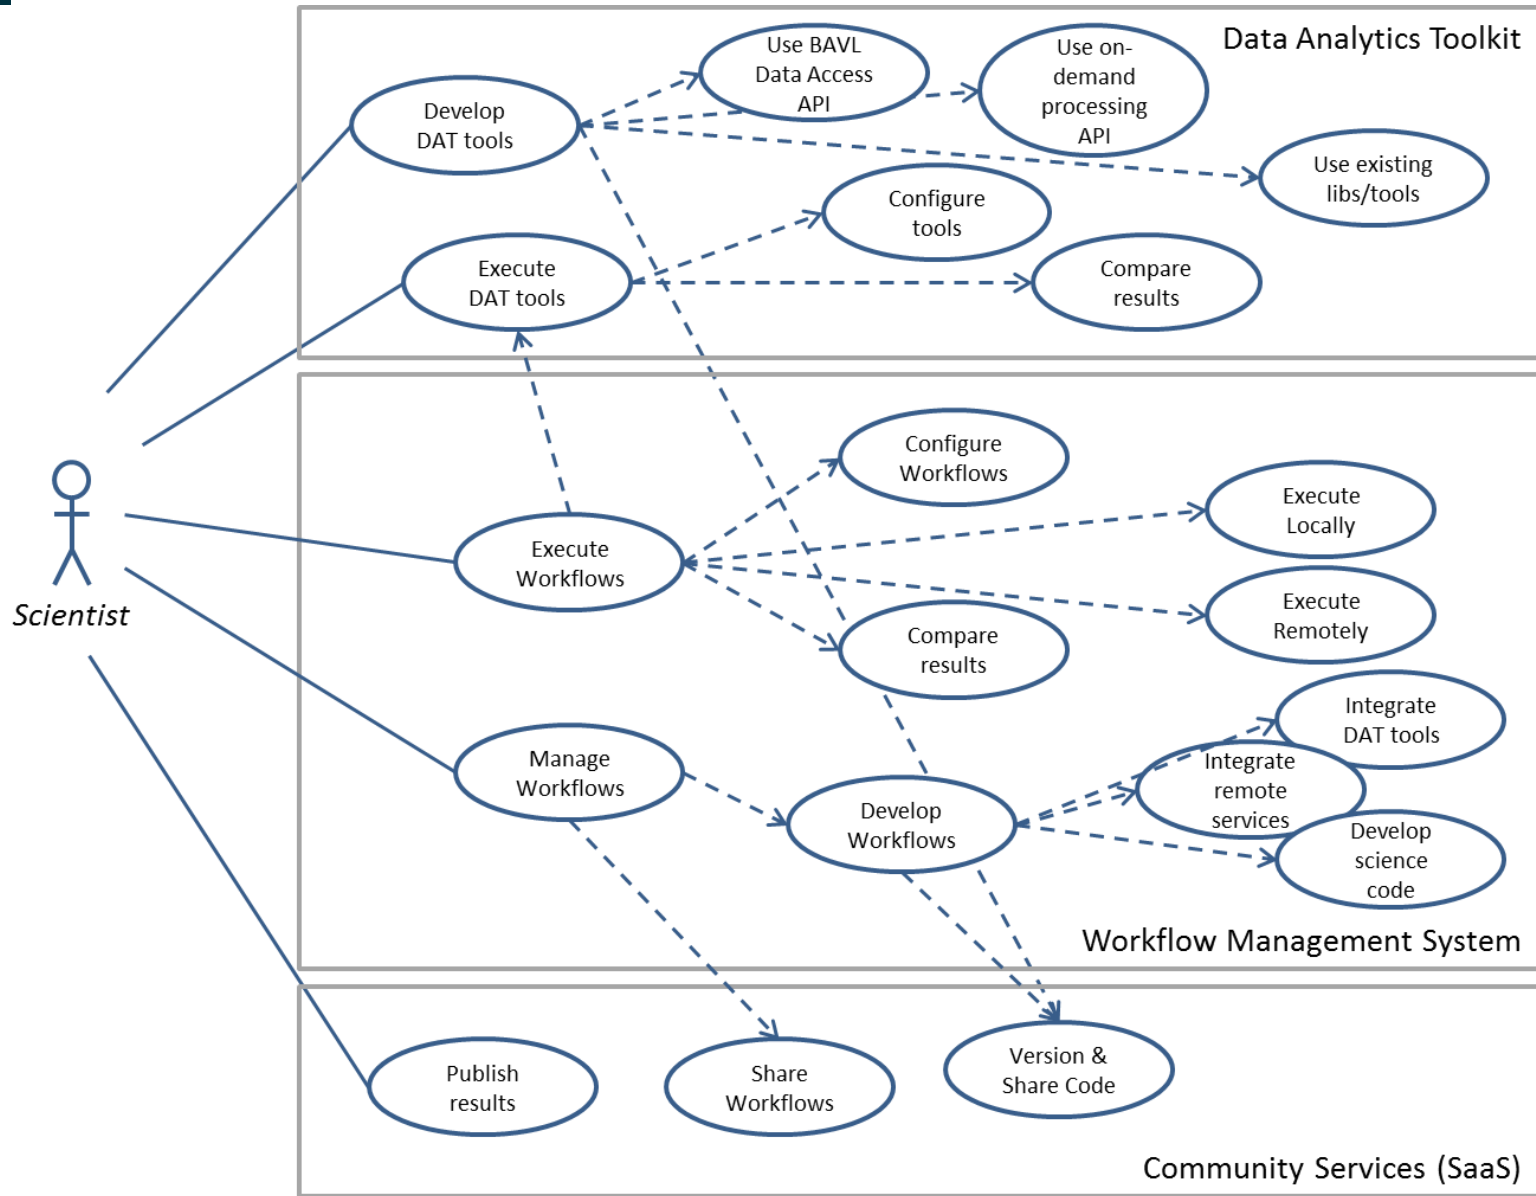 Data Analytics Toolkit
Use BAVL
Data Access
API
Use on-
demand
processing
API
Develop
DAT tools
Use existing
libs/tools
Configure
tools
Execute
DAT tools
Compare
results
Configure
Workflows
Execute
Locally
Execute
Workflows
Execute
Remotely
Scientist
Compare
results
Integrate
DAT tools
Manage
Workflows
Integrate
remote
services
Develop
Workflows
Develop
science
code
Workflow Management System
Publish
results
Share
Workflows
Version &
Share Code
Community Services (SaaS)